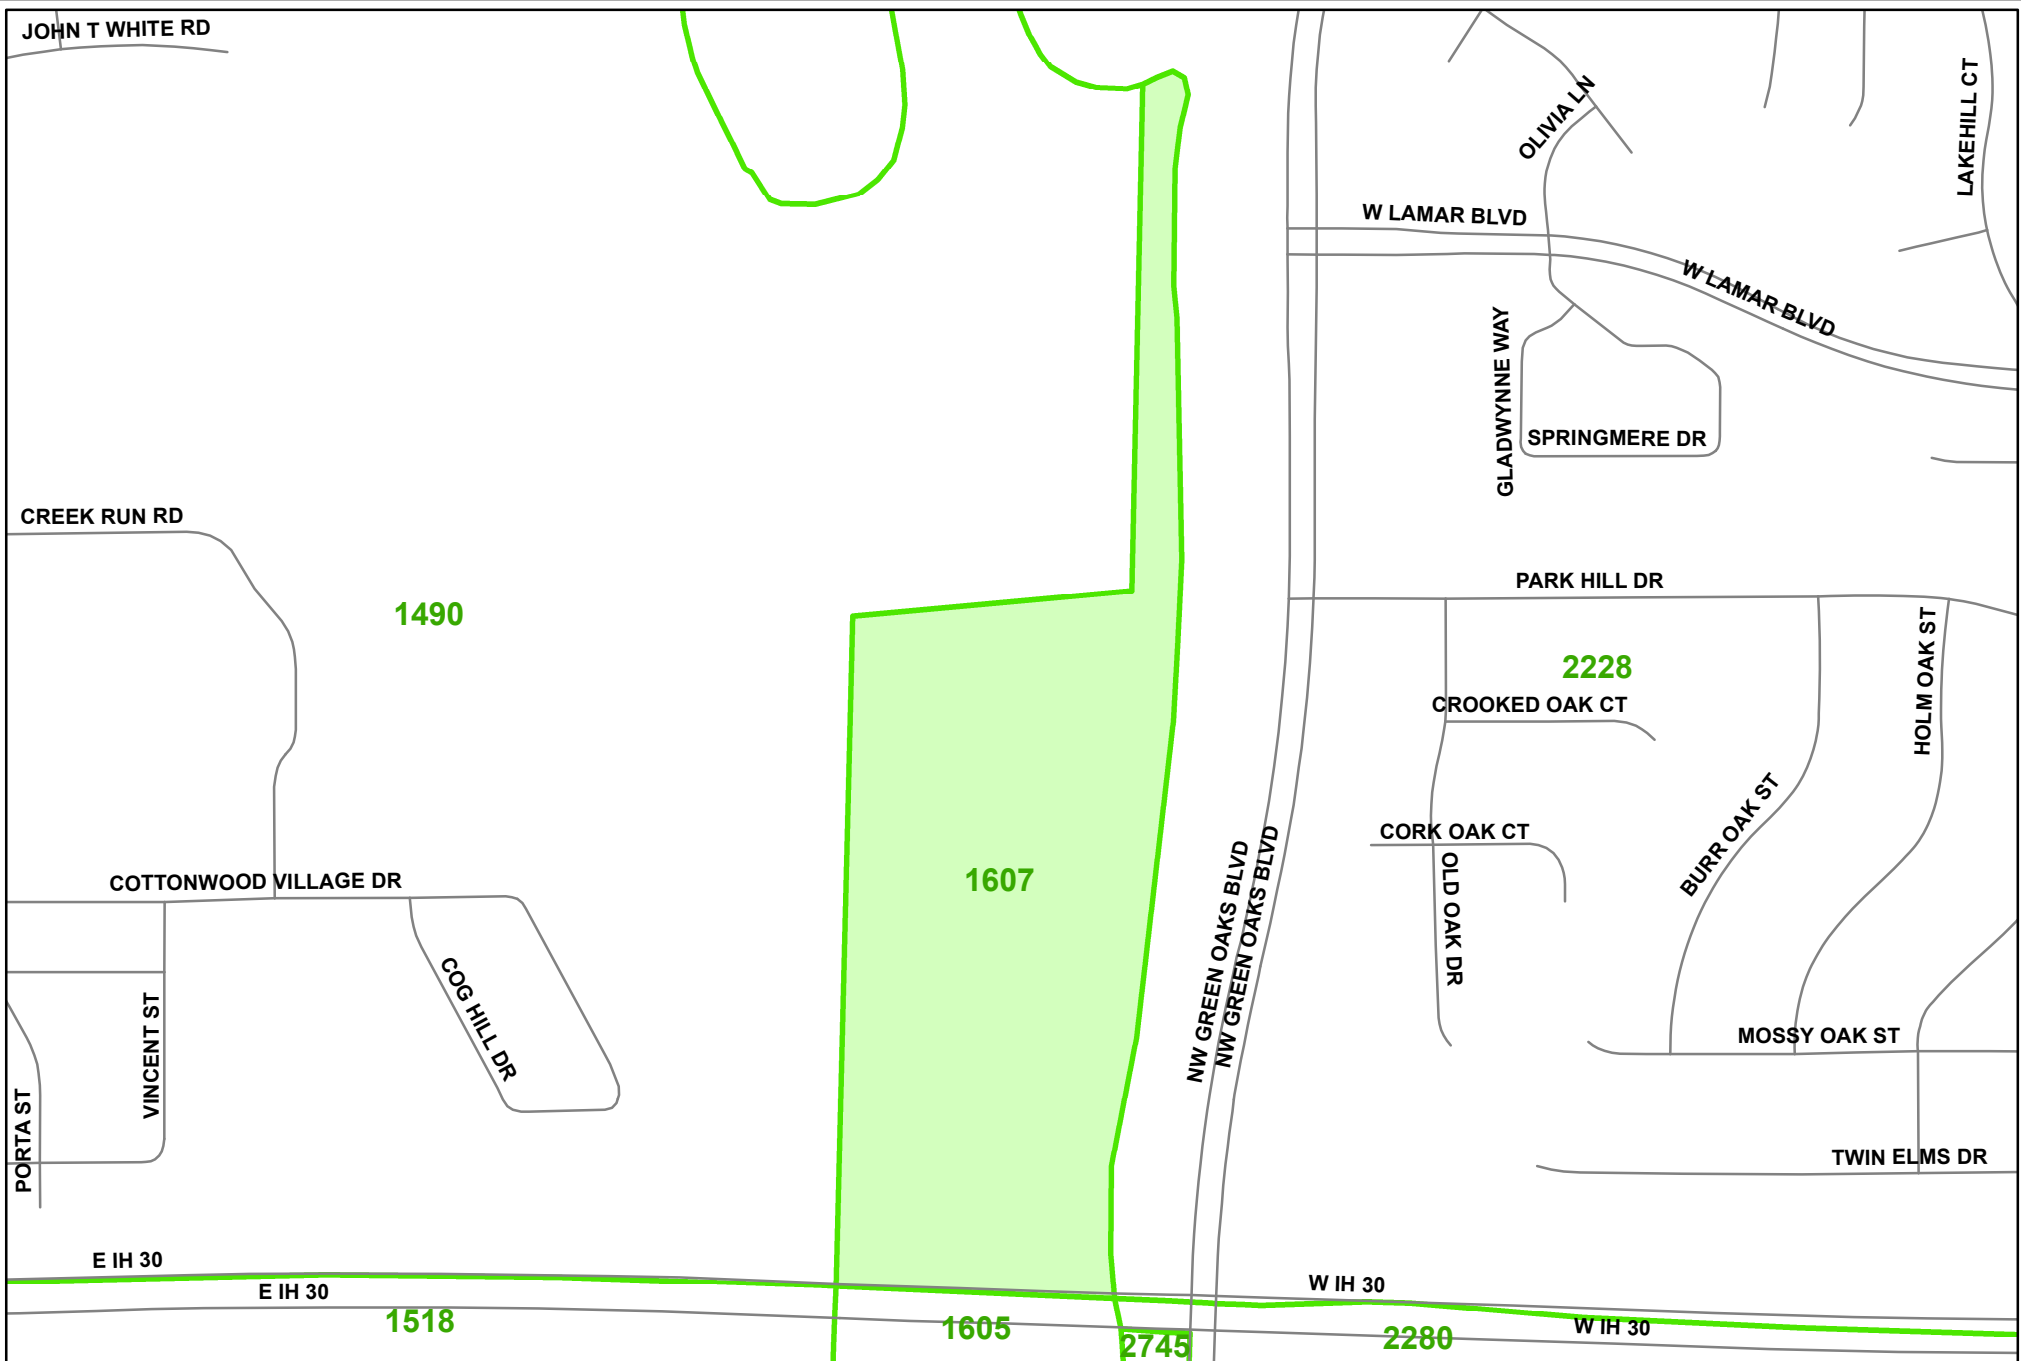 JOHN T WHITE RD
OLIVIA LN
LAKEHILL CT
W LAMAR BLVD
W LAMAR BLVD
GLADWYNNE WAY
SPRINGMERE DR
CREEK RUN RD
1490
PARK HILL DR
2228
HOLM OAK ST
CROOKED OAK CT
BURR OAK ST
CORK OAK CT
OLD OAK DR
1607
COTTONWOOD VILLAGE DR
NW GREEN OAKS BLVD
NW GREEN OAKS BLVD
COG HILL DR
VINCENT ST
MOSSY OAK ST
PORTA ST
TWIN ELMS DR
E IH 30
E IH 30
W IH 30
W IH 30
1518
1605
2745
2280